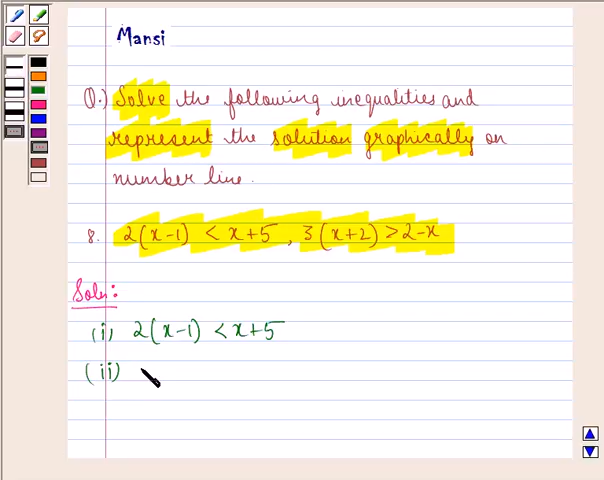 Mansi
Q.) Solve the following inequalities and
represent the solution graphically on
number line.
8. 2(x-1) < x+5, 3(x+2) > 2-x
Soln:
(i) 2(x-1) < x+5
(ii)